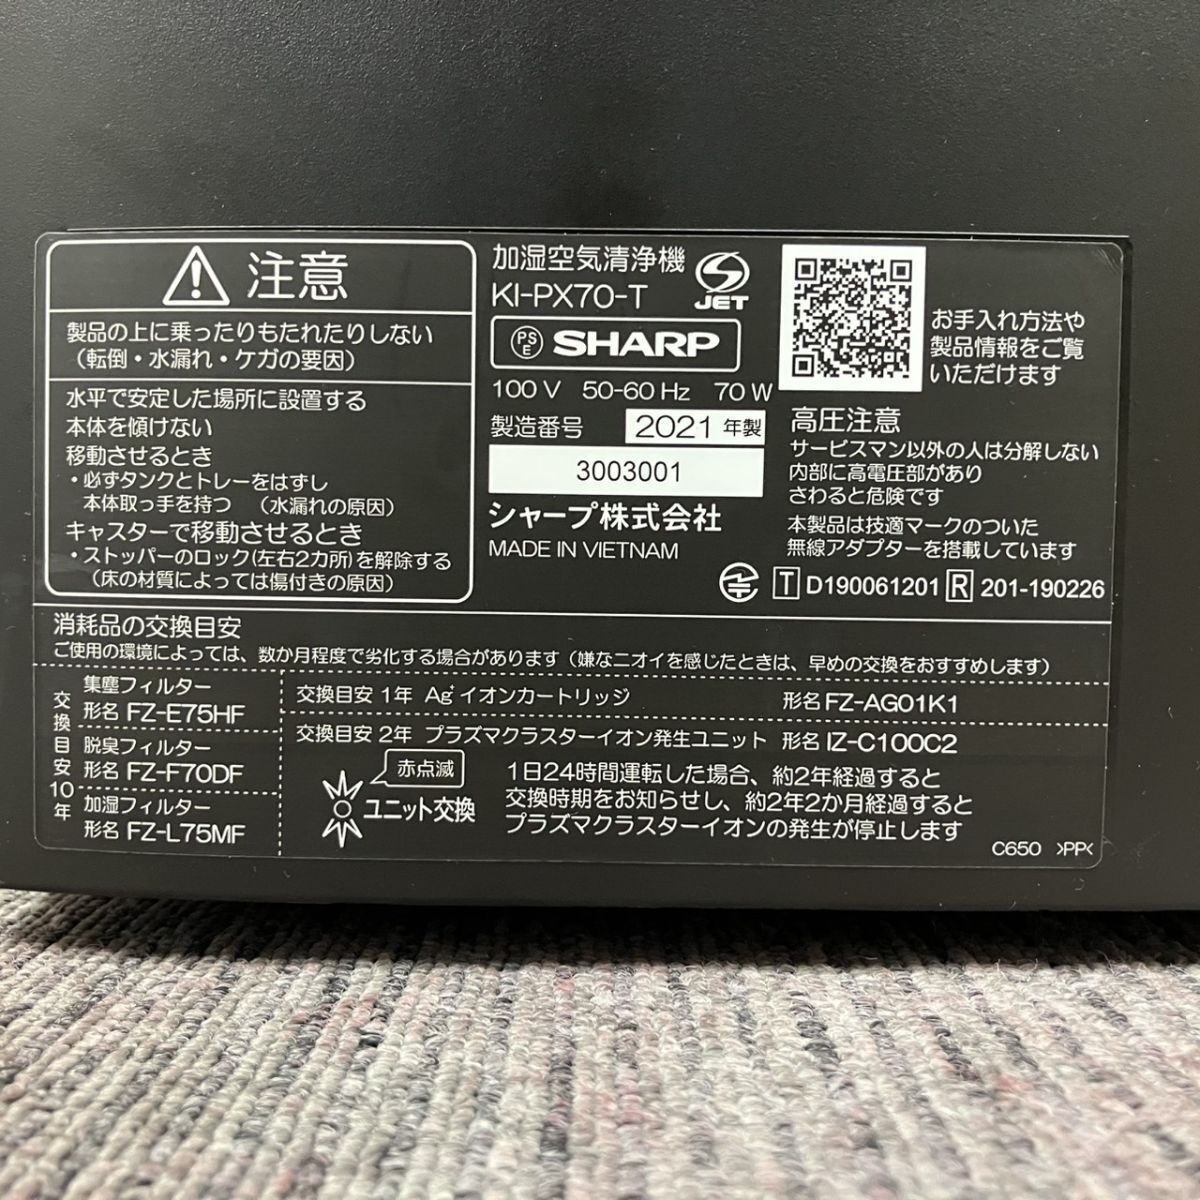 注意
製品の上に乗ったりもたれたりしない
（転倒・水漏れ・ケガの要因）
水平で安定した場所に設置する
本体を傾けない
移動させるとき
・必ずタンクとトレーをはずし
本体取っ手を持つ （水漏れの原因）
キャスターで移動させるとき
・ストッパーのロック(左右2カ所)を解除する
（床の材質によっては傷付きの原因）
加湿空気清浄機
KI-PX70-T
JET
PSE SHARP
100 V 50-60 Hz 70 W
製造番号 2021 年製
3003001
シャープ株式会社
MADE IN VIETNAM
お手入れ方法や
製品情報をご覧
いただけます
高圧注意
サービスマン以外の人は分解しない
内部に高電圧部があり
さわると危険です
本製品は技適マークのついた
無線アダプターを搭載しています
T D190061201 R 201-190226
消耗品の交換目安
ご使用の環境によっては、数か月程度で劣化する場合があります（嫌なニオイを感じたときは、早めの交換をおすすめします）
交換目安10年
集塵フィルター
形名 FZ-E75HF
脱臭フィルター
形名 FZ-F70DF
加湿フィルター
形名 FZ-L75MF
交換目安 1年 Ag⁺イオンカートリッジ 形名 FZ-AG01K1
交換目安 2年 プラズマクラスターイオン発生ユニット 形名 IZ-C100C2
赤点滅
ユニット交換
1日24時間運転した場合、約2年経過すると
交換時期をお知らせし、約2年2か月経過すると
プラズマクラスターイオンの発生が停止します
C650 >PP<